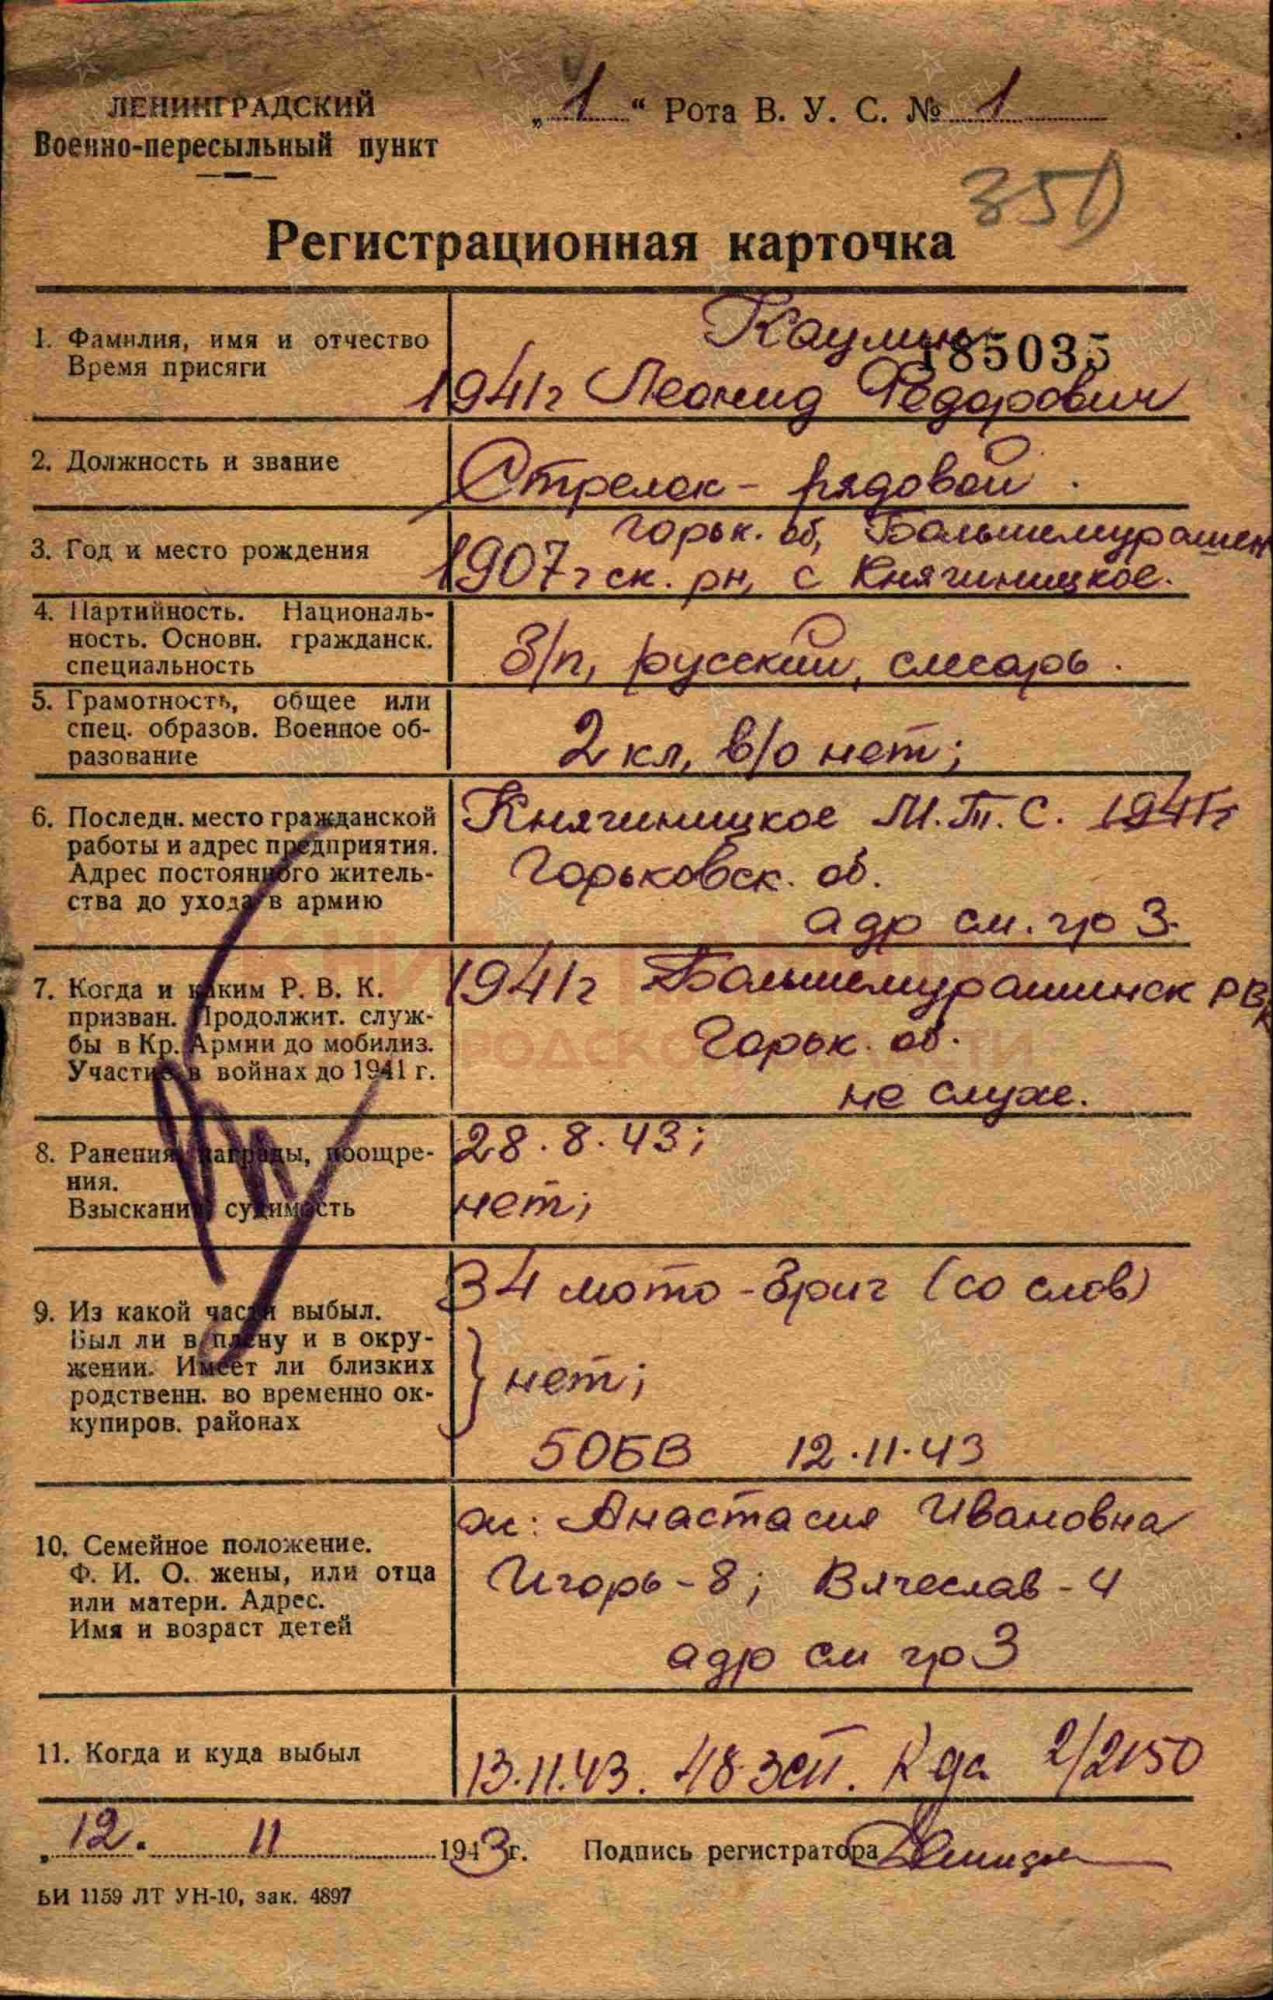 ЛЕНИНГРАДСКИЙ
Военно-пересыльный пункт
„1“ Рота В. У. С. № 1
351
Регистрационная карточка
1. Фамилия, имя и отчество
Время присяги
Каулин
185035
1941г Леонид Федорович
2. Должность и звание
Стрелок - рядовой.
3. Год и место рождения
Горьк. об, Большемурашен
1907г ск. рн, с Княгиницкое.
4. Партийность. Националь-
ность. Основн. гражданск.
специальность
Б/п, русский, слесарь.
5. Грамотность, общее или
спец. образов. Военное об-
разование
2 кл, в/о нет;
6. Последн. место гражданской
работы и адрес предприятия.
Адрес постоянного житель-
ства до ухода в армию
Княгиницкое М.Т.С. 1941г
Горьковск. об.
адр см. гр 3.
7. Когда и каким Р. В. К.
призван. Продолжит. служ-
бы в Кр. Армии до мобилиз.
Участие в войнах до 1941 г.
1941г Большемурашинск РВК
Горьк. об.
не служ.
8. Ранения, награды, поощре-
ния.
Взыскания, судимость
28.8.43;
нет;
9. Из какой части выбыл.
Был ли в плену и в окру-
жении. Имеет ли близких
родственн. во временно ок-
купиров. районах
34 мото-бриг (со слов)
нет;
50БВ 12.11.43
10. Семейное положение.
Ф. И. О. жены, или отца
или матери. Адрес.
Имя и возраст детей
ж: Анастасия Ивановна
Игорь-8; Вячеслав-4
адр см гр 3
11. Когда и куда выбыл
13.11.43. 48 зсп. К-да 2/2150
„12. 11 1943г. Подпись регистратора
ЬИ 1159 ЛТ УН-10, зак. 4897
ПАМЯТЬ НАРОДА